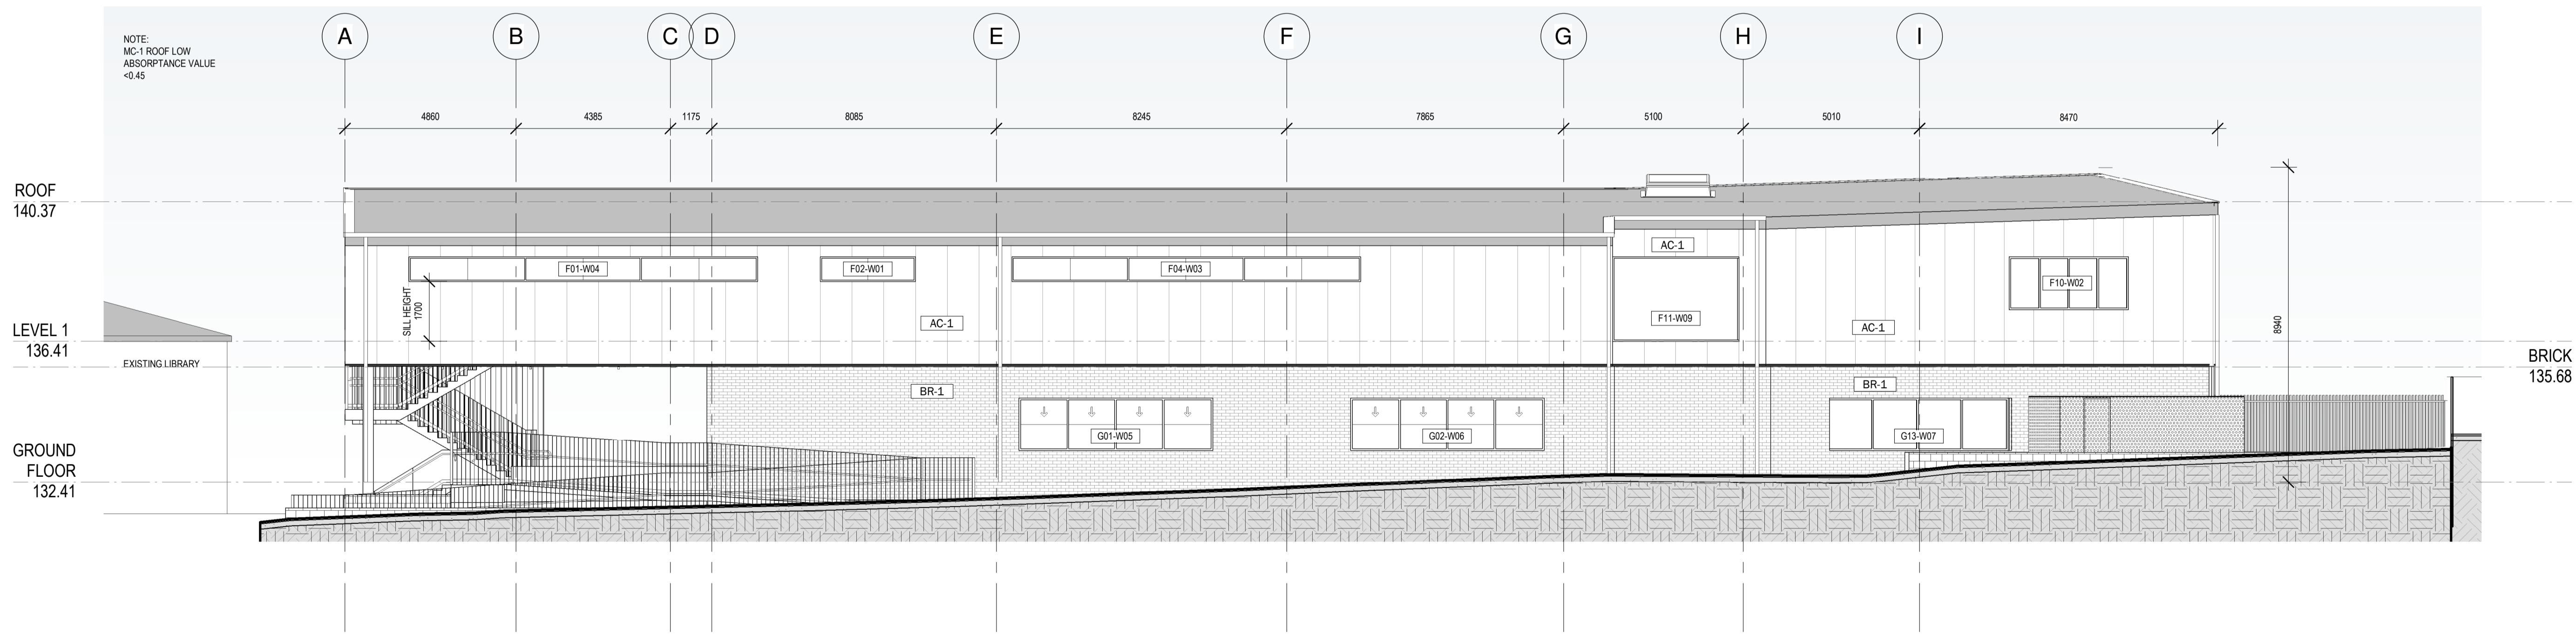 A B C D E F G H I
NOTE:
MC-1 ROOF LOW
ABSORPTANCE VALUE
<0.45
4860 4385 1175 8085 8245 7865 5100 5010 8470
ROOF
140.37
AC-1
F01-W04 F02-W01 F04-W03
F10-W02
SILL HEIGHT
1700
F11-W09
AC-1
AC-1
8940
LEVEL 1
136.41
EXISTING LIBRARY
BRICK
135.68
BR-1
BR-1
G01-W05 G02-W06 G13-W07
GROUND
FLOOR
132.41